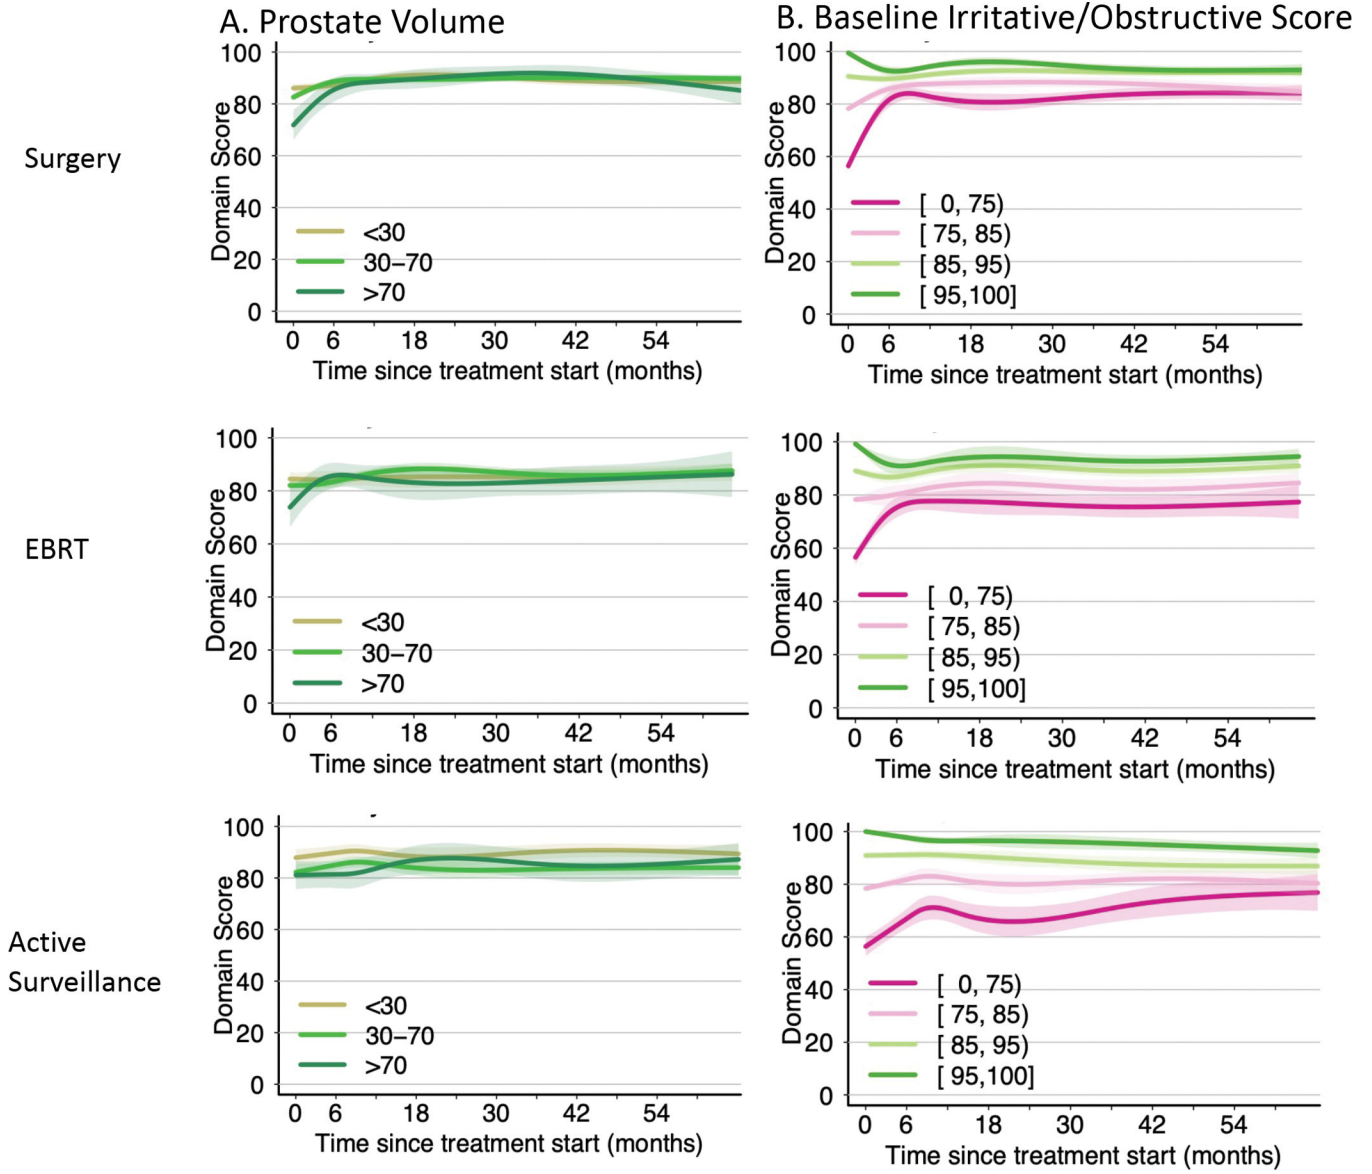 A. Prostate Volume
B. Baseline Irritative/Obstructive Score
Surgery
Domain Score
100
80
60
40
20
0
<30
30–70
>70
0 6 18 30 42 54
Time since treatment start (months)
Domain Score
100
80
60
40
20
0
[ 0, 75)
[ 75, 85)
[ 85, 95)
[ 95,100]
0 6 18 30 42 54
Time since treatment start (months)
EBRT
Domain Score
100
80
60
40
20
0
<30
30–70
>70
0 6 18 30 42 54
Time since treatment start (months)
Domain Score
100
80
60
40
20
0
[ 0, 75)
[ 75, 85)
[ 85, 95)
[ 95,100]
0 6 18 30 42 54
Time since treatment start (months)
Active
Surveillance
Domain Score
100
80
60
40
20
0
<30
30–70
>70
0 6 18 30 42 54
Time since treatment start (months)
Domain Score
100
80
60
40
20
0
[ 0, 75)
[ 75, 85)
[ 85, 95)
[ 95,100]
0 6 18 30 42 54
Time since treatment start (months)